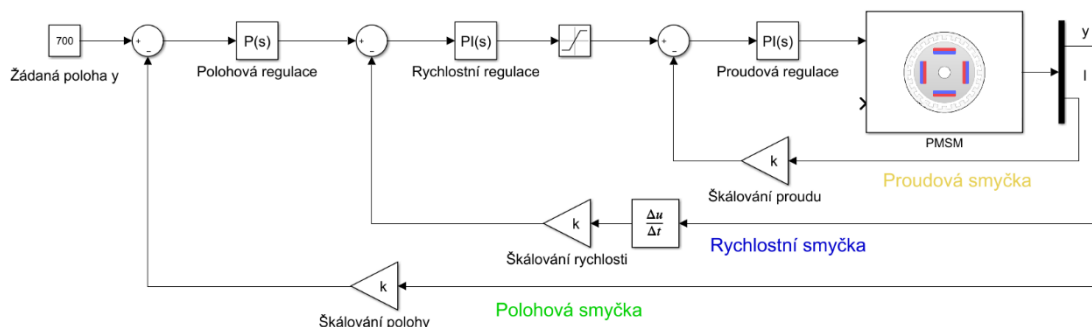 700
Žádaná poloha y
+
−
P(s)
Polohová regulace
+
−
PI(s)
Rychlostní regulace
+
−
PI(s)
Proudová regulace
PMSM
y
I
k
Škálování proudu
Proudová smyčka
k
Škálování rychlosti
Δu
Δt
Rychlostní smyčka
k
Škálování polohy
Polohová smyčka